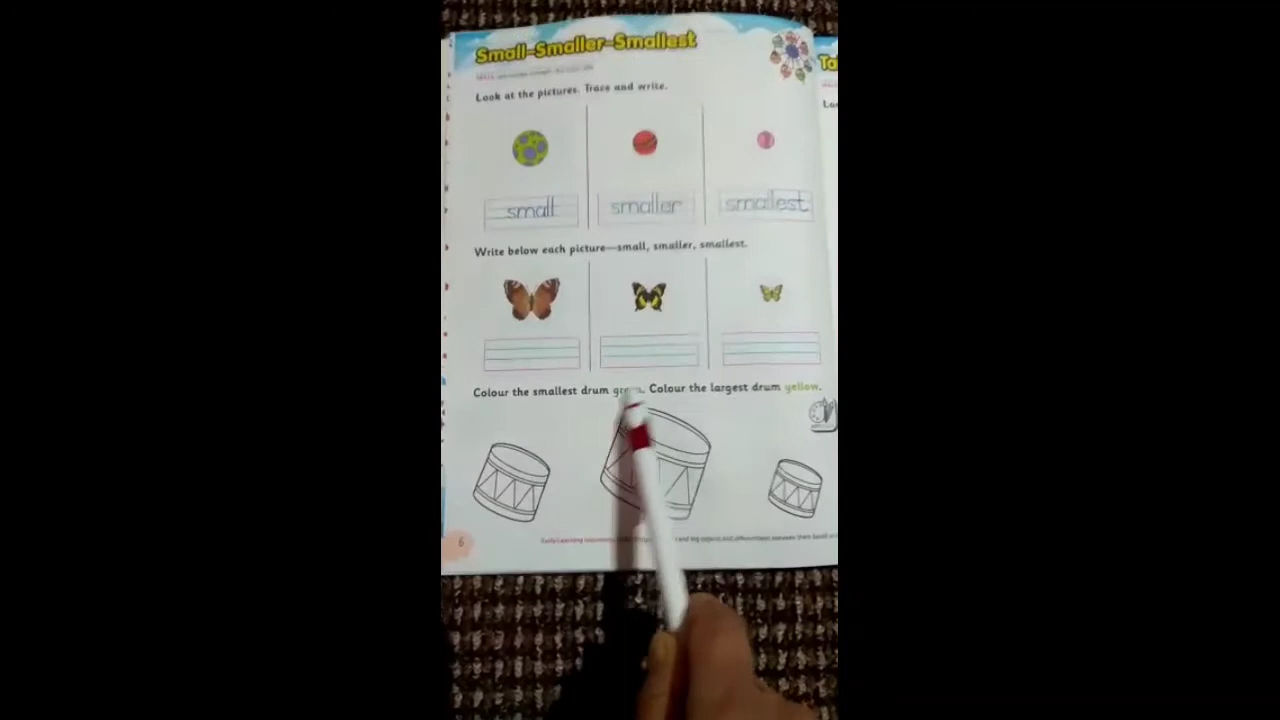 Small-Smaller-Smallest
Look at the pictures. Trace and write.
small smaller smallest
Write below each picture—small, smaller, smallest.
Colour the smallest drum green. Colour the largest drum yellow.
6